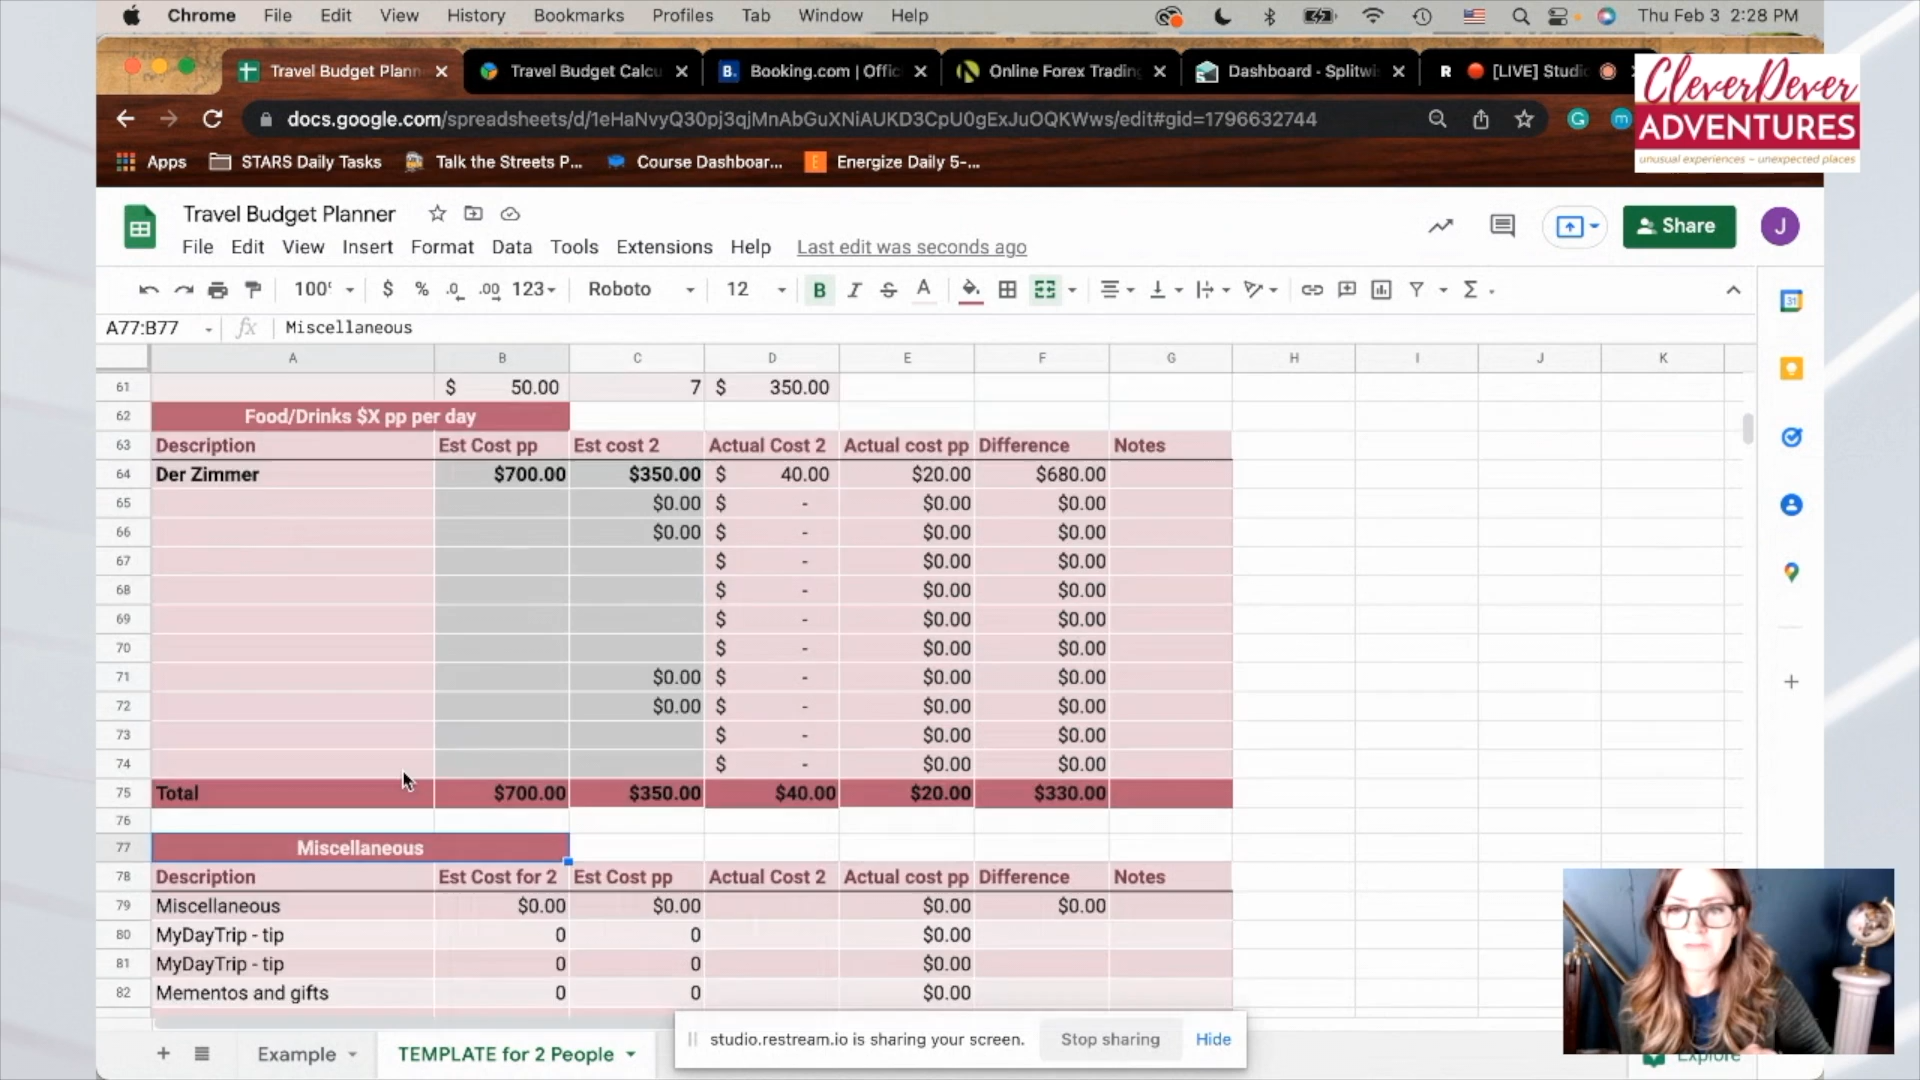 Chrome File Edit View History Bookmarks Profiles Tab Window Help Thu Feb 3 2:28 PM
Travel Budget Plann Travel Budget Calcu Booking.com | Offic Online Forex Trading Dashboard - Splitwi R [LIVE] Studio
CleverDever
ADVENTURES
unusual experiences ~ unexpected places
docs.google.com/spreadsheets/d/1eHaNvyQ30pj3qjMnAbGuXNiAUKD3CpU0gExJuOQKWws/edit#gid=1796632744
Apps STARS Daily Tasks Talk the Streets P... Course Dashboar... Energize Daily 5-...
Travel Budget Planner
File Edit View Insert Format Data Tools Extensions Help Last edit was seconds ago
Share J
100% $ % .0 .00 123 Roboto 12 B I S A Σ
A77:B77 fx Miscellaneous
A B C D E F G H I J K
61 $ 50.00 7 $ 350.00
62 Food/Drinks $X pp per day
63 Description Est Cost pp Est cost 2 Actual Cost 2 Actual cost pp Difference Notes
64 Der Zimmer $700.00 $350.00 $ 40.00 $20.00 $680.00
65 $0.00 $ - $0.00 $0.00
66 $0.00 $ - $0.00 $0.00
67 $ - $0.00 $0.00
68 $ - $0.00 $0.00
69 $ - $0.00 $0.00
70 $ - $0.00 $0.00
71 $0.00 $ - $0.00 $0.00
72 $0.00 $ - $0.00 $0.00
73 $ - $0.00 $0.00
74 $ - $0.00 $0.00
75 Total $700.00 $350.00 $40.00 $20.00 $330.00
76
77 Miscellaneous
78 Description Est Cost for 2 Est Cost pp Actual Cost 2 Actual cost pp Difference Notes
79 Miscellaneous $0.00 $0.00 $0.00 $0.00
80 MyDayTrip - tip 0 0 $0.00
81 MyDayTrip - tip 0 0 $0.00
82 Mementos and gifts 0 0 $0.00
Example TEMPLATE for 2 People
studio.restream.io is sharing your screen. Stop sharing Hide
Explore